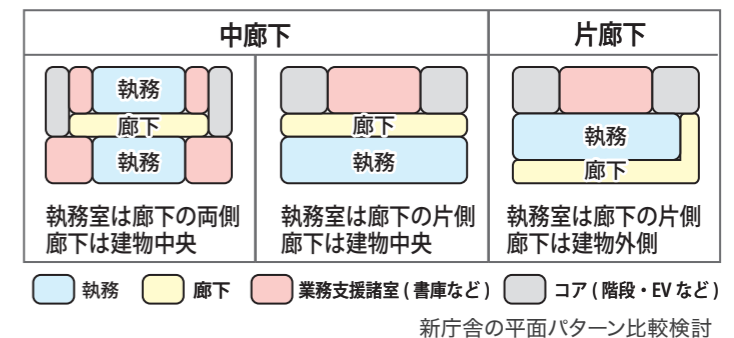 中廊下
片廊下
執務
廊下
執務
廊下
執務
執務
廊下
執務室は廊下の両側
廊下は建物中央
執務室は廊下の片側
廊下は建物中央
執務室は廊下の片側
廊下は建物外側
執務
廊下
業務支援諸室 ( 書庫など )
コア ( 階段・EV など )
新庁舎の平面パターン比較検討